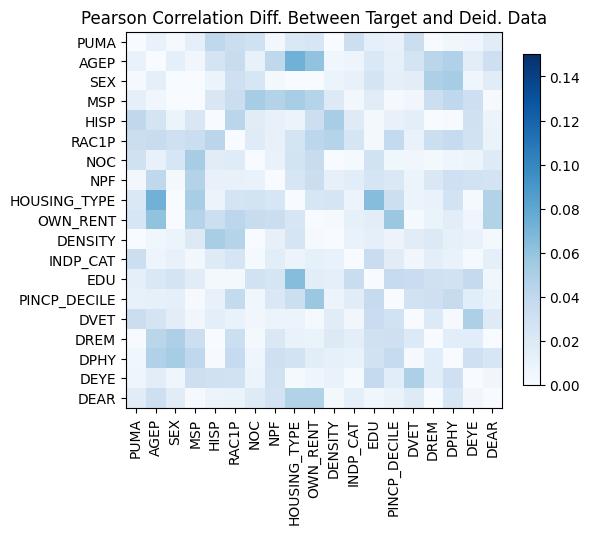 Pearson Correlation Diff. Between Target and Deid. Data
PUMA
AGEP
SEX
MSP
HISP
RAC1P
NOC
NPF
HOUSING_TYPE
OWN_RENT
DENSITY
INDP_CAT
EDU
PINCP_DECILE
DVET
DREM
DPHY
DEYE
DEAR
PUMA
AGEP
SEX
MSP
HISP
RAC1P
NOC
NPF
HOUSING_TYPE
OWN_RENT
DENSITY
INDP_CAT
EDU
PINCP_DECILE
DVET
DREM
DPHY
DEYE
DEAR
0.14
0.12
0.10
0.08
0.06
0.04
0.02
0.00